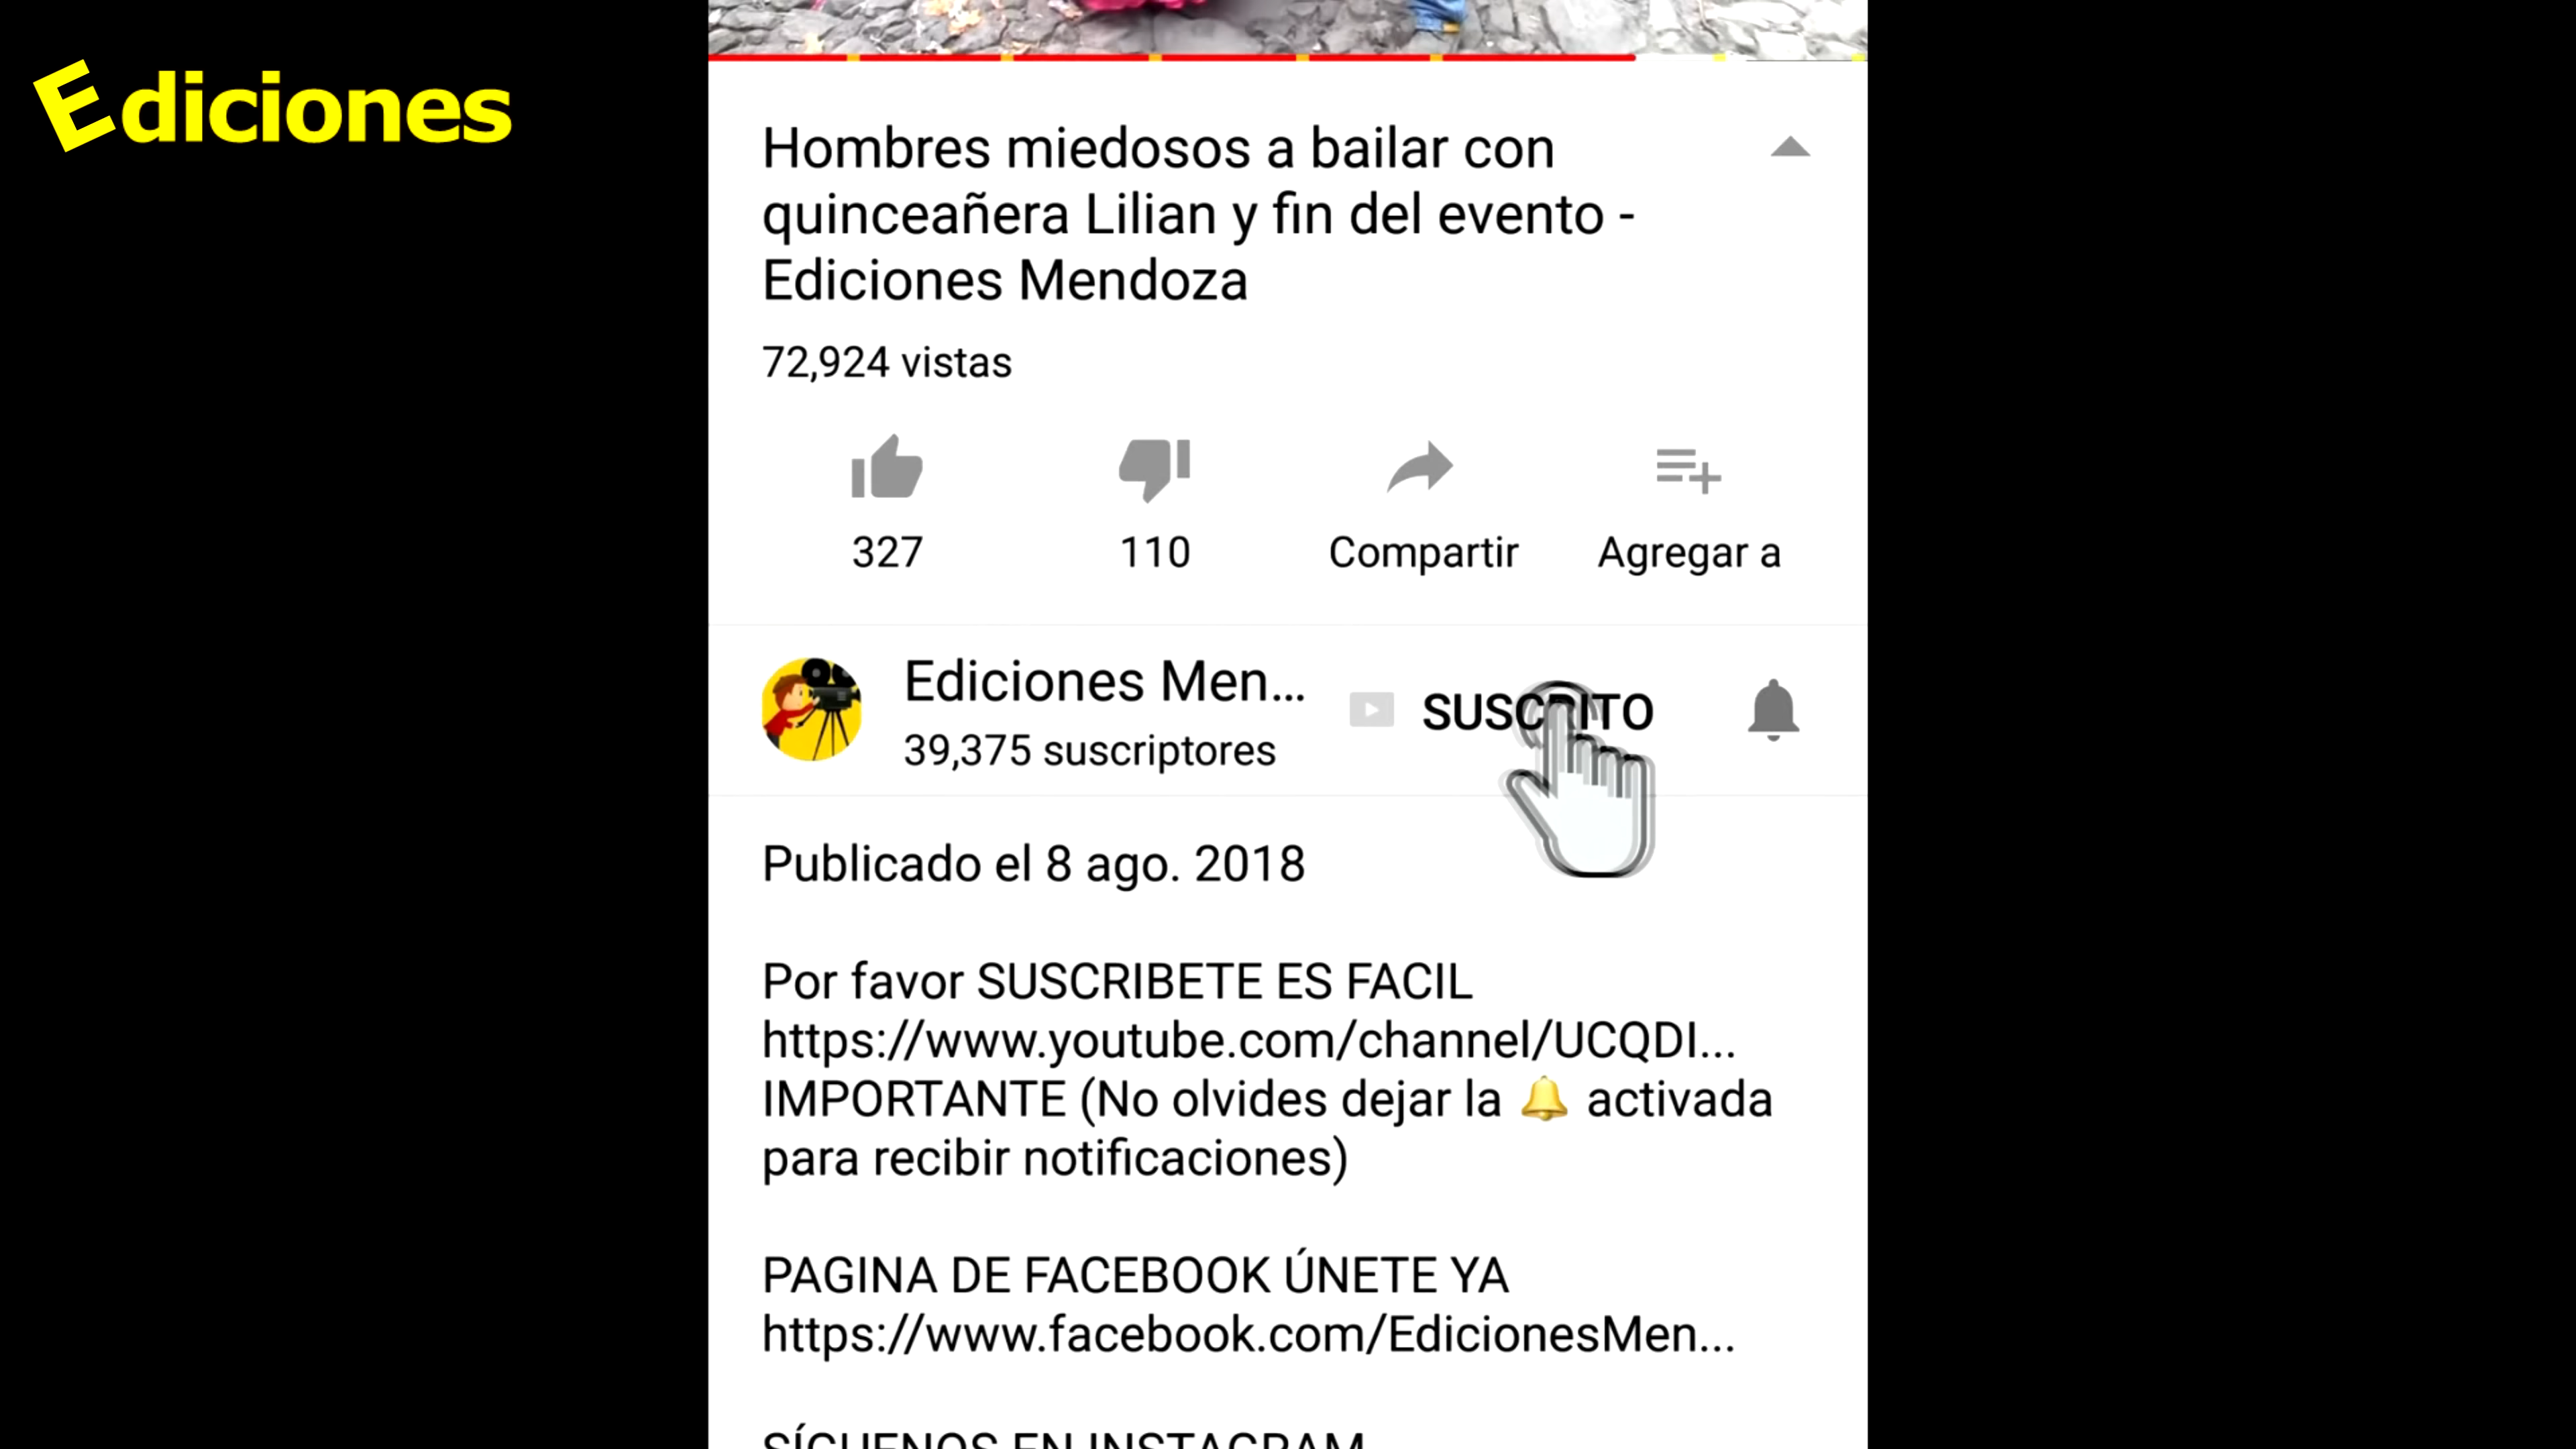 Ediciones
Hombres miedosos a bailar con
quinceañera Lilian y fin del evento -
Ediciones Mendoza
72,924 vistas
327
110
Compartir
Agregar a
Ediciones Men...
SUSCRITO
39,375 suscriptores
Publicado el 8 ago. 2018
Por favor SUSCRIBETE ES FACIL
https://www.youtube.com/channel/UCQDI...
IMPORTANTE (No olvides dejar la 🔔 activada
para recibir notificaciones)
PAGINA DE FACEBOOK ÚNETE YA
https://www.facebook.com/EdicionesMen...
SÍGUENOS EN INSTAGRAM